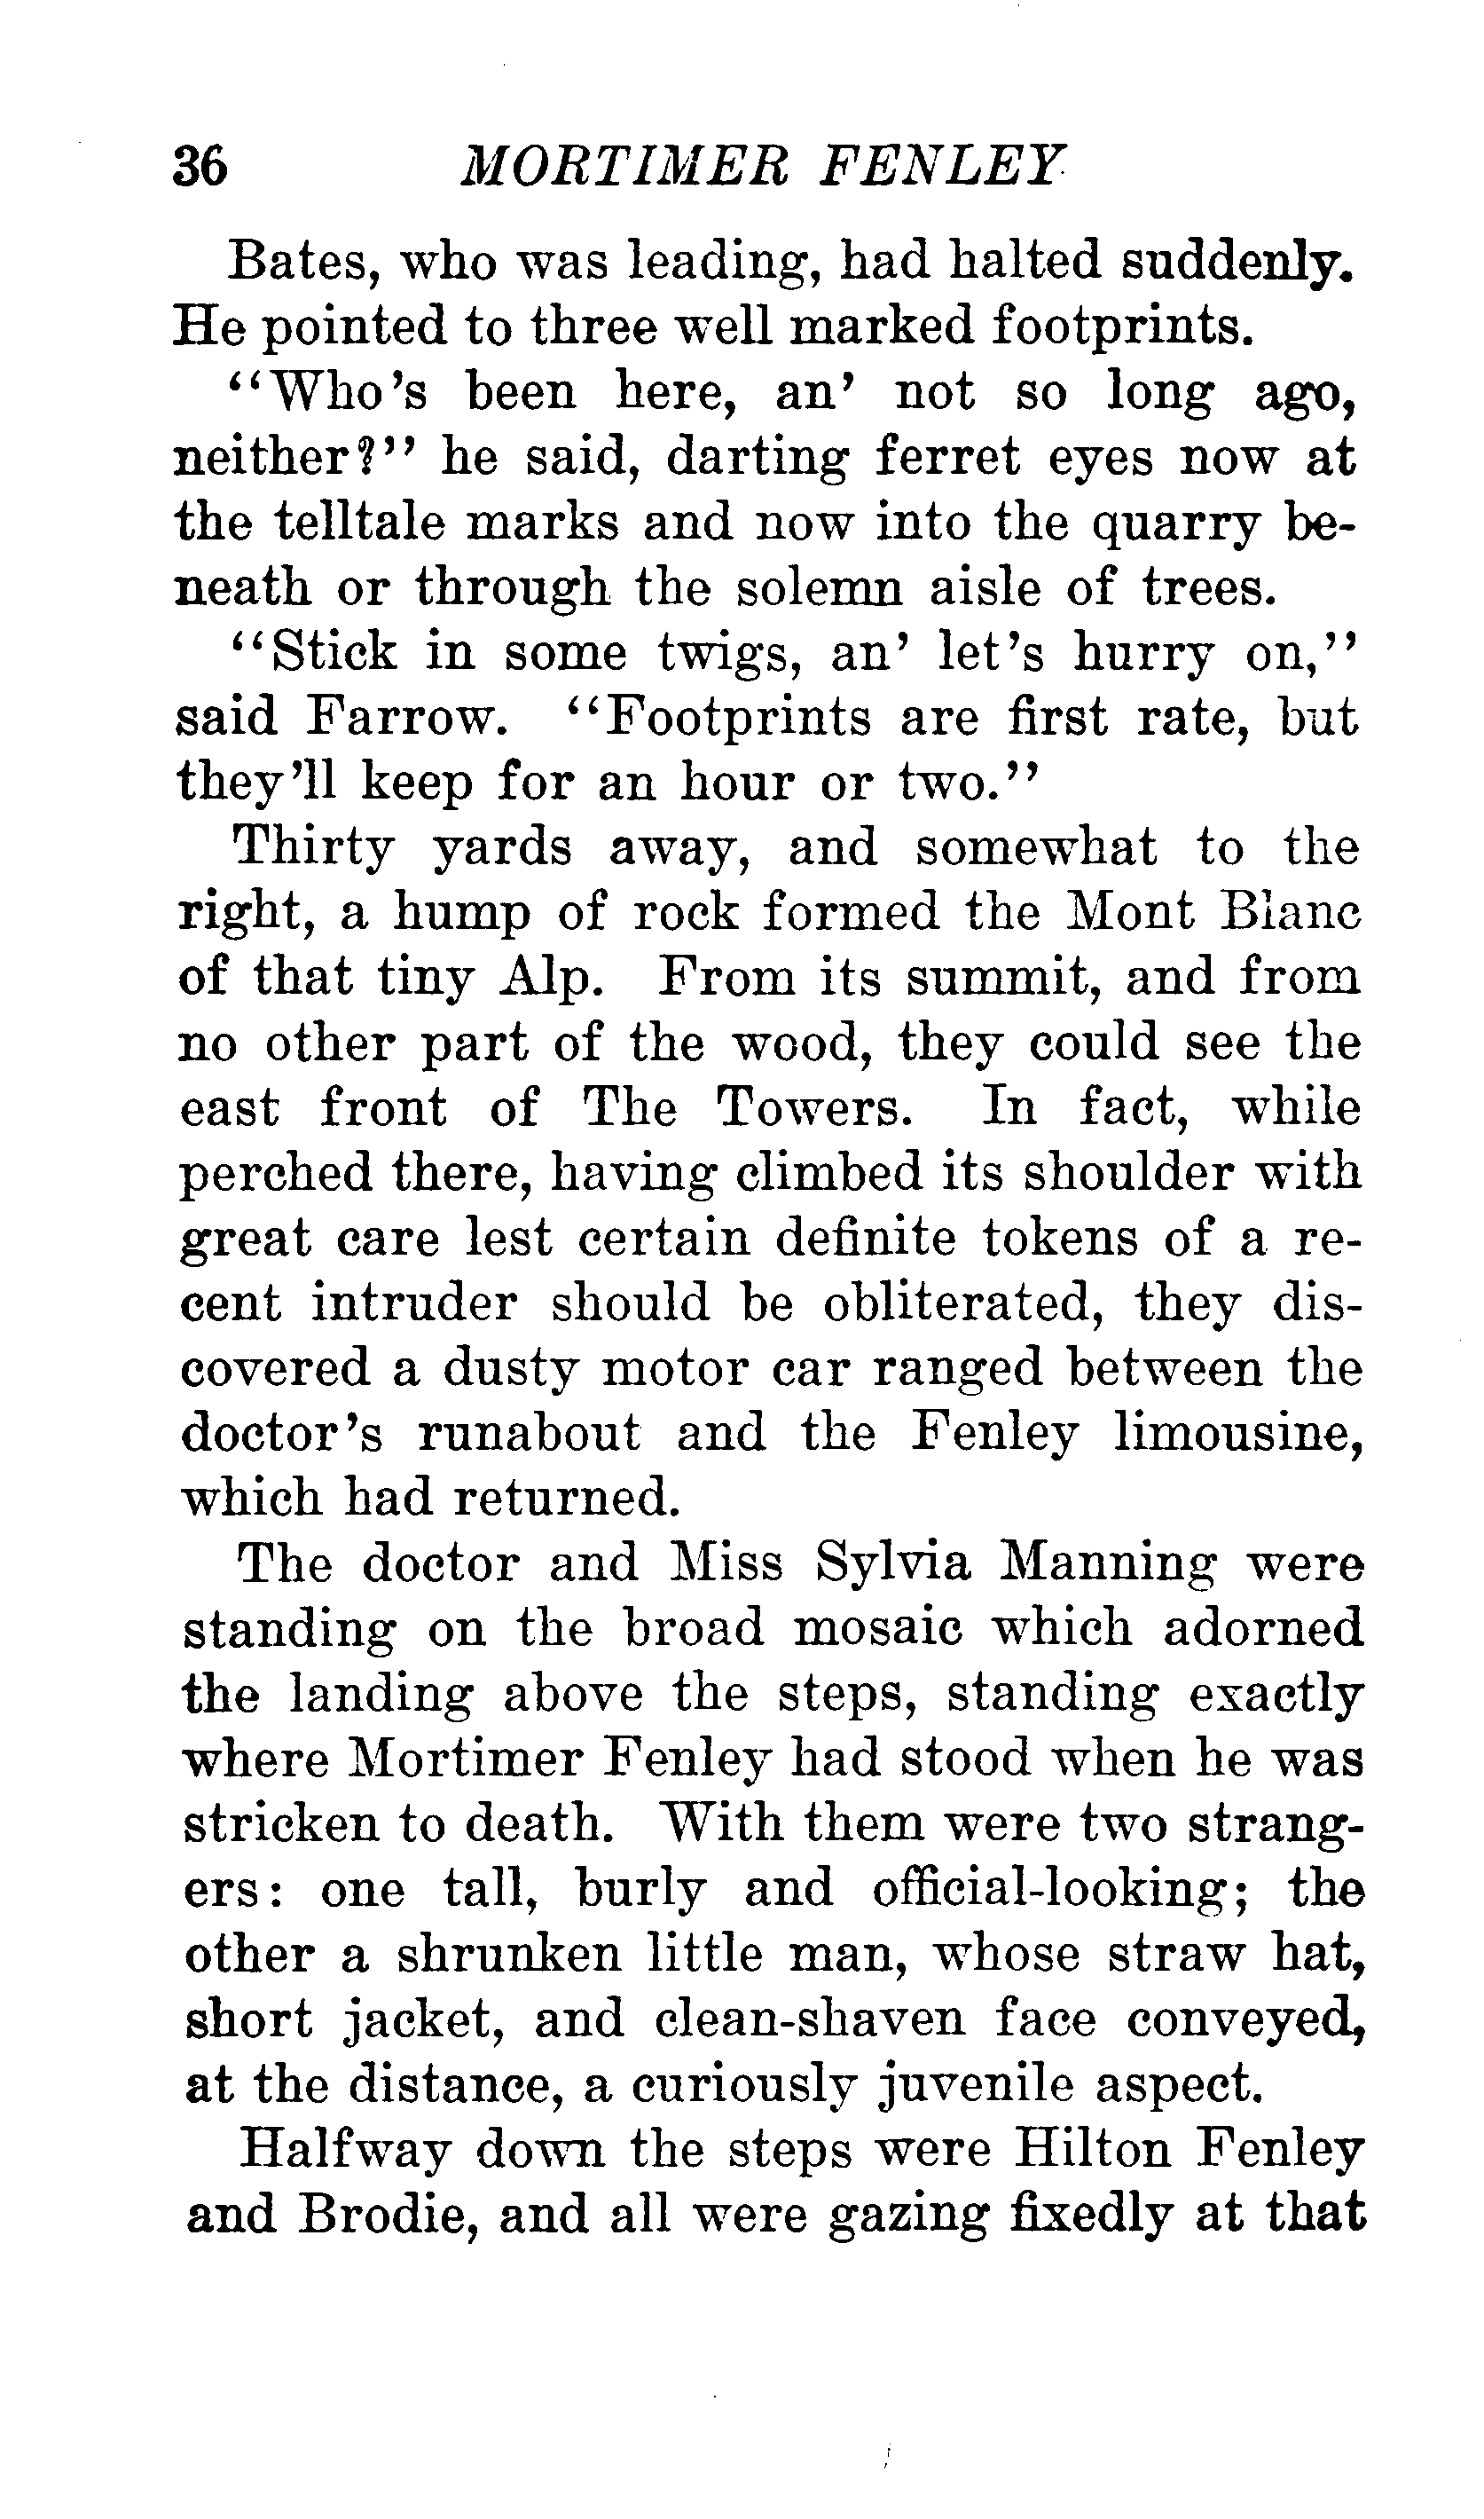 36 MORTIMER FENLEY
Bates, who was leading, had halted suddenly.
He pointed to three well marked footprints.
"Who's been here, an' not so long ago,
neither?" he said, darting ferret eyes now at
the telltale marks and now into the quarry be-
neath or through the solemn aisle of trees.
"Stick in some twigs, an' let's hurry on,"
said Farrow. "Footprints are first rate, but
they'll keep for an hour or two."
Thirty yards away, and somewhat to the
right, a hump of rock formed the Mont Blanc
of that tiny Alp. From its summit, and from
no other part of the wood, they could see the
east front of The Towers. In fact, while
perched there, having climbed its shoulder with
great care lest certain definite tokens of a re-
cent intruder should be obliterated, they dis-
covered a dusty motor car ranged between the
doctor's runabout and the Fenley limousine,
which had returned.
The doctor and Miss Sylvia Manning were
standing on the broad mosaic which adorned
the landing above the steps, standing exactly
where Mortimer Fenley had stood when he was
stricken to death. With them were two strang-
ers: one tall, burly and official-looking; the
other a shrunken little man, whose straw hat,
short jacket, and clean-shaven face conveyed,
at the distance, a curiously juvenile aspect.
Halfway down the steps were Hilton Fenley
and Brodie, and all were gazing fixedly at that